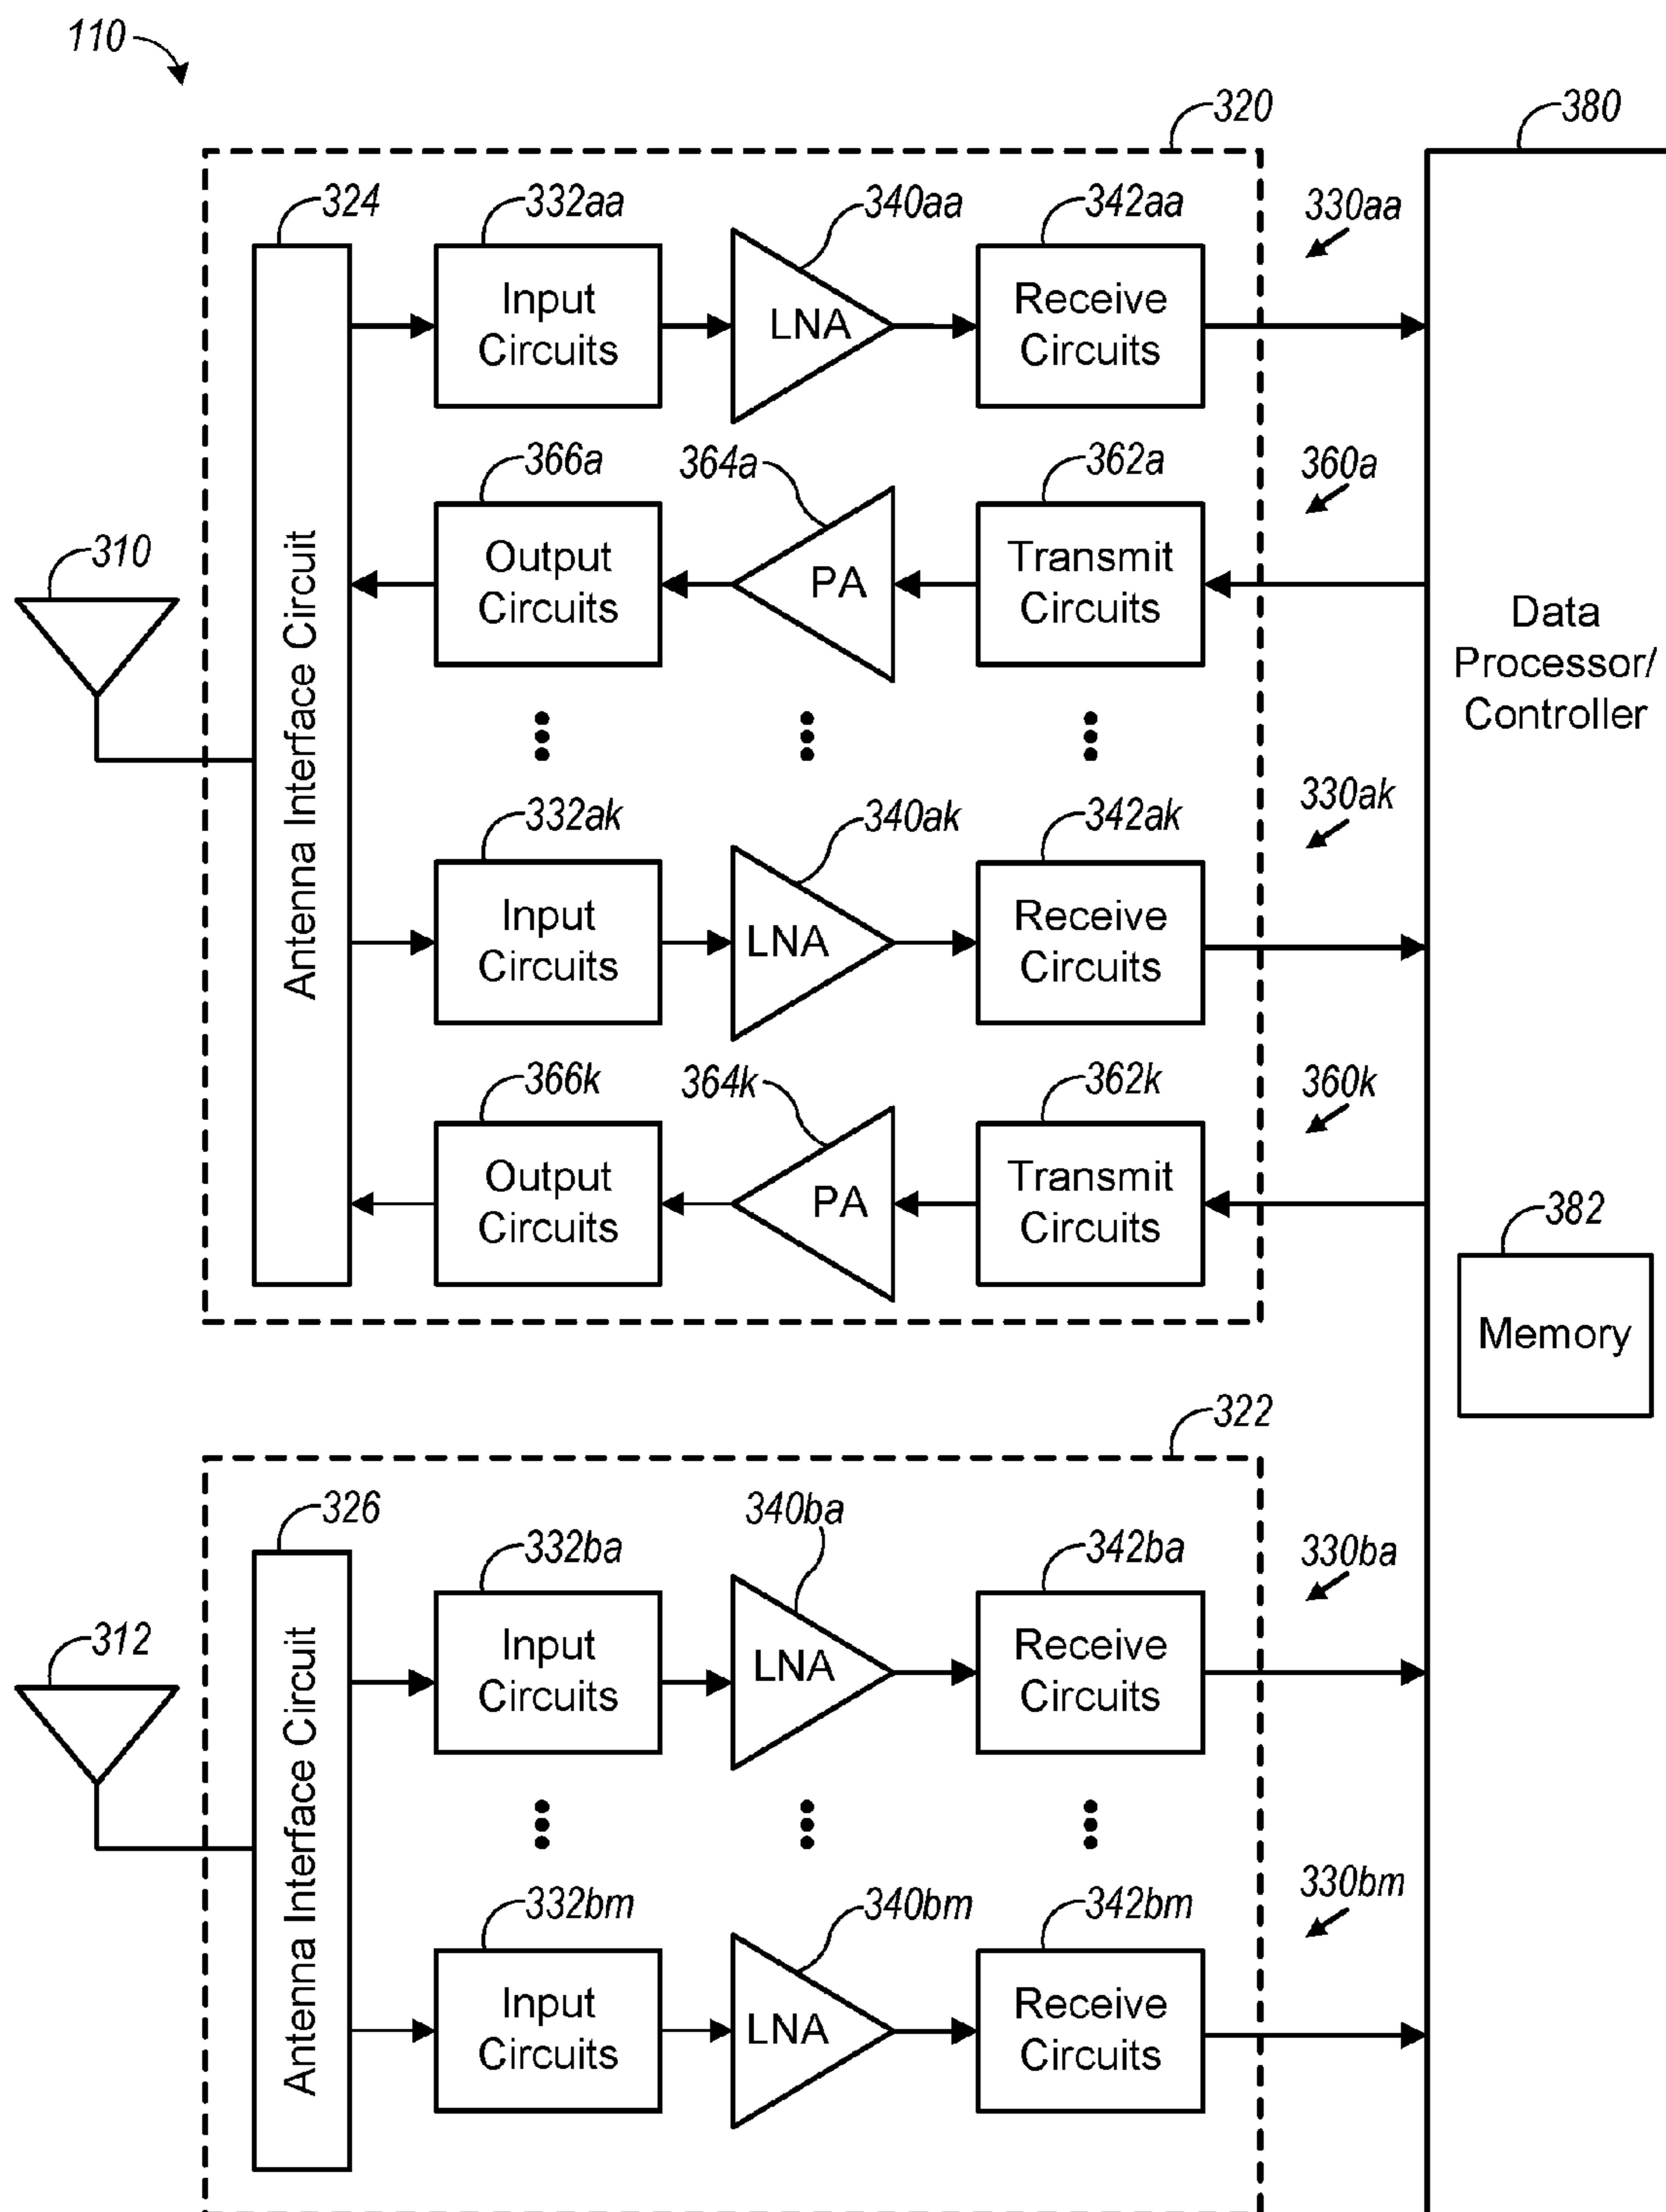 110
320
380
324
332aa
340aa
342aa
330aa
Input
Circuits
LNA
Receive
Circuits
366a
364a
362a
360a
310
Output
Circuits
PA
Transmit
Circuits
Antenna Interface Circuit
Data
Processor/
Controller
332ak
340ak
342ak
330ak
Input
Circuits
LNA
Receive
Circuits
366k
364k
362k
360k
Output
Circuits
PA
Transmit
Circuits
382
Memory
322
326
332ba
340ba
342ba
330ba
312
Input
Circuits
LNA
Receive
Circuits
Antenna Interface Circuit
332bm
340bm
342bm
330bm
Input
Circuits
LNA
Receive
Circuits